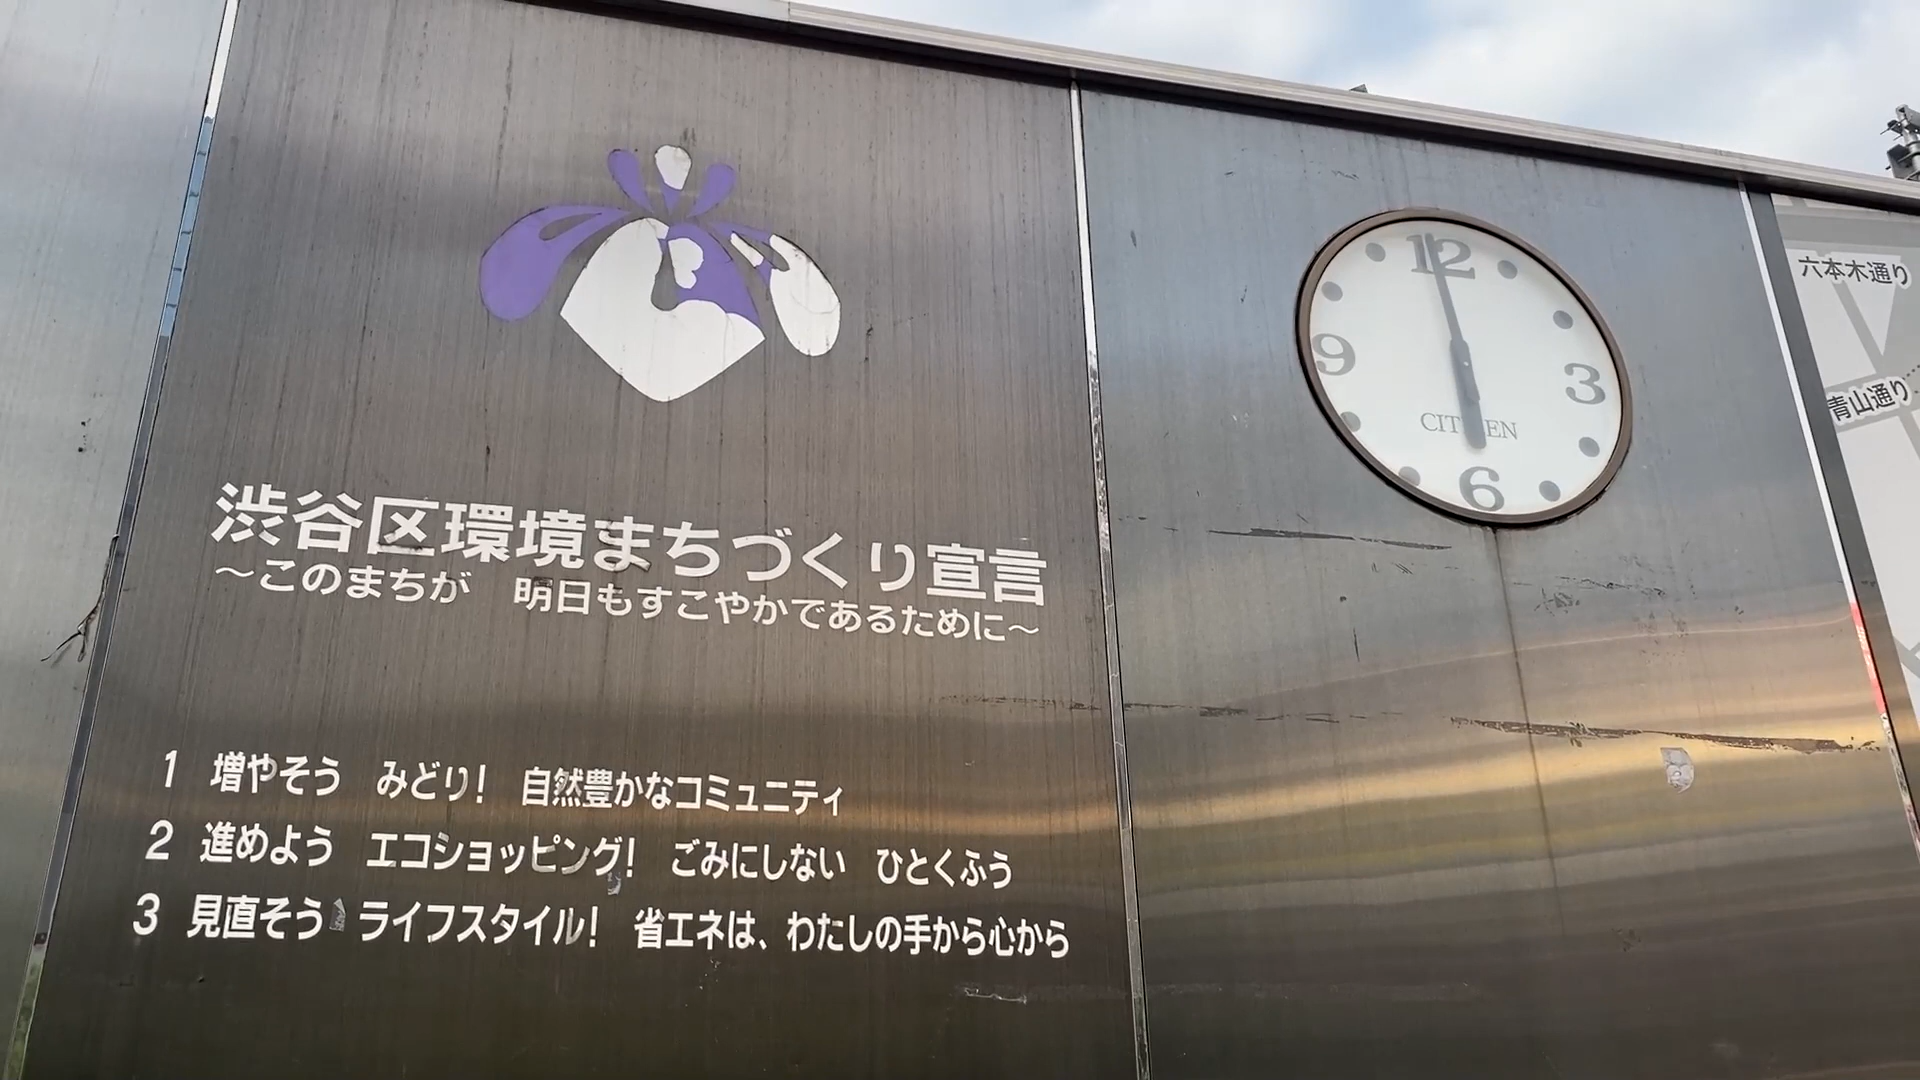 渋谷区環境まちづくり宣言
～このまちが　明日もすこやかであるために～
1　増やそう　みどり！　自然豊かなコミュニティ
2　進めよう　エコショッピング！　ごみにしない　ひとくふう
3　見直そう　ライフスタイル！　省エネは、わたしの手から心から
12
9
3
CITIZEN
6
六本木通り
青山通り